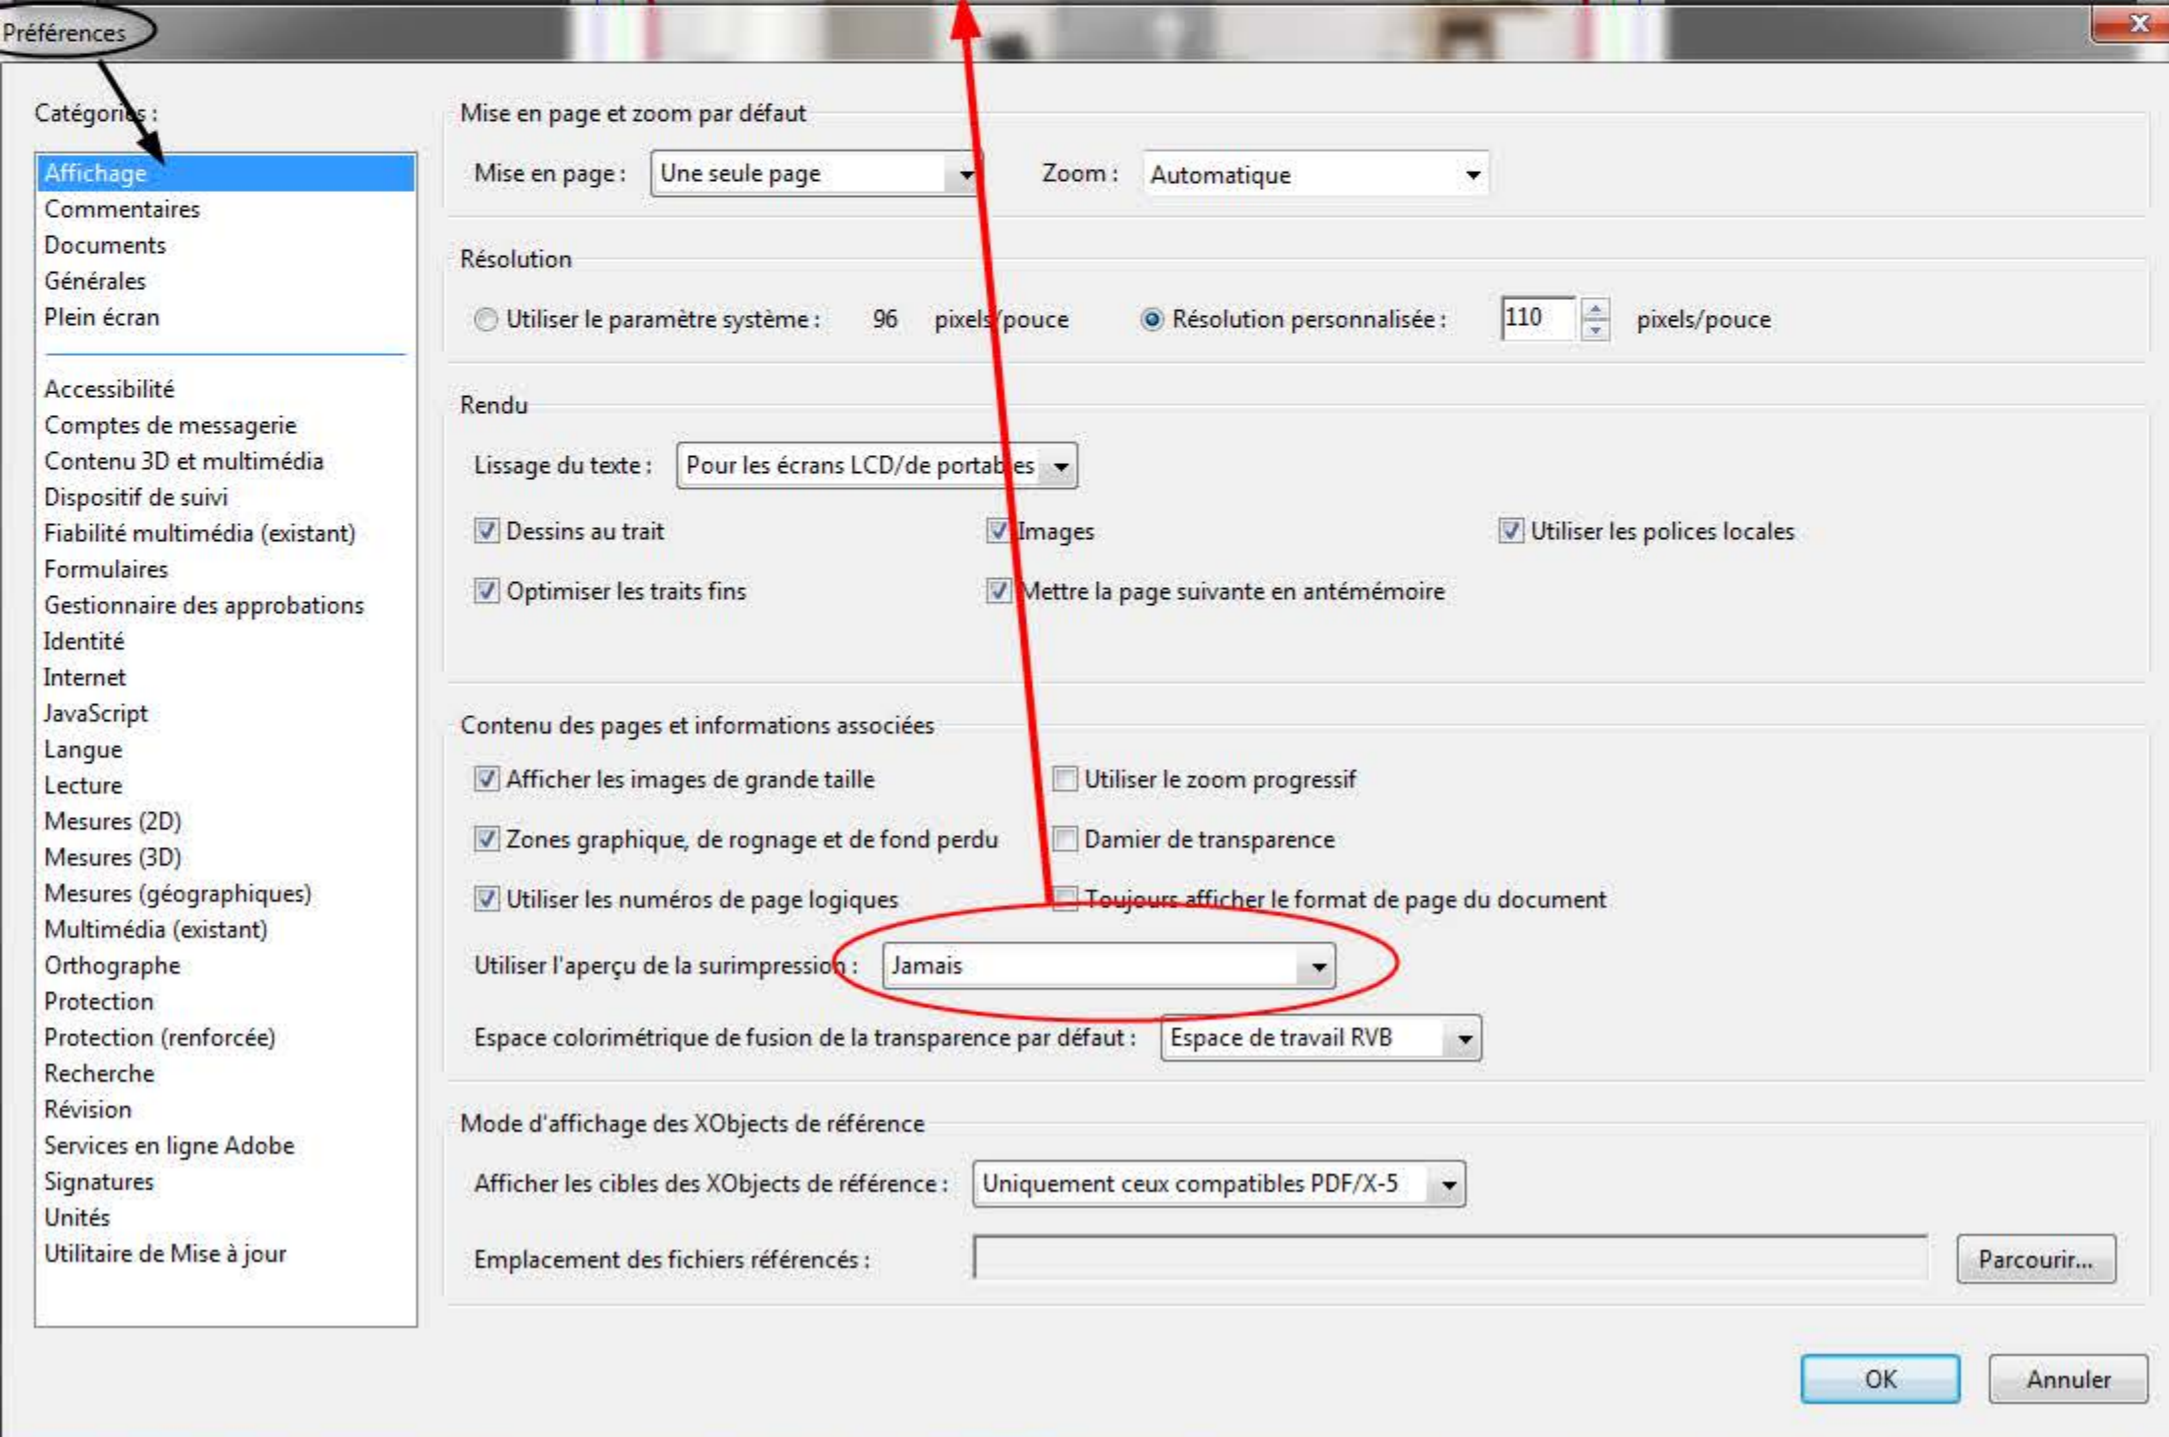 Préférences
Catégories :
Affichage
Commentaires
Documents
Générales
Plein écran
Accessibilité
Comptes de messagerie
Contenu 3D et multimédia
Dispositif de suivi
Fiabilité multimédia (existant)
Formulaires
Gestionnaire des approbations
Identité
Internet
JavaScript
Langue
Lecture
Mesures (2D)
Mesures (3D)
Mesures (géographiques)
Multimédia (existant)
Orthographe
Protection
Protection (renforcée)
Recherche
Révision
Services en ligne Adobe
Signatures
Unités
Utilitaire de Mise à jour
Mise en page et zoom par défaut
Mise en page : Une seule page Zoom : Automatique
Résolution
Utiliser le paramètre système : 96 pixels/pouce Résolution personnalisée : 110 pixels/pouce
Rendu
Lissage du texte : Pour les écrans LCD/de portables
Dessins au trait Images Utiliser les polices locales
Optimiser les traits fins Mettre la page suivante en antémémoire
Contenu des pages et informations associées
Afficher les images de grande taille Utiliser le zoom progressif
Zones graphique, de rognage et de fond perdu Damier de transparence
Utiliser les numéros de page logiques Toujours afficher le format de page du document
Utiliser l'aperçu de la surimpression : Jamais
Espace colorimétrique de fusion de la transparence par défaut : Espace de travail RVB
Mode d'affichage des XObjects de référence
Afficher les cibles des XObjects de référence : Uniquement ceux compatibles PDF/X-5
Emplacement des fichiers référencés : Parcourir...
OK Annuler